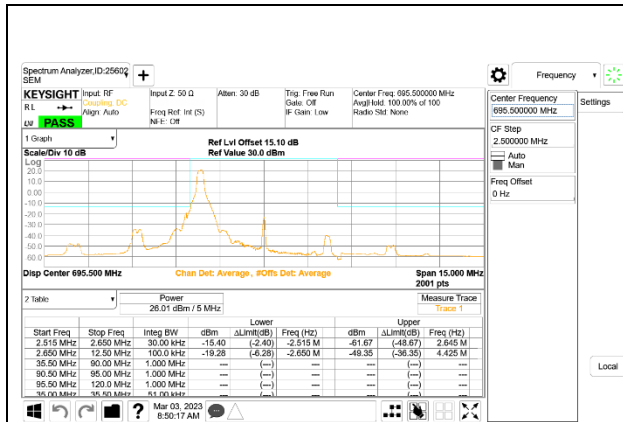 Spectrum Analyzer,ID:25602
SEM
Frequency
KEYSIGHT
RL
PASS
Input: RF
Coupling: DC
Align: Auto
Input Z: 50 Ω
Freq Ref: Int (S)
NFE: Off
Atten: 30 dB
Trig: Free Run
Gate: Off
IF Gain: Low
Center Freq: 695.500000 MHz
Avg|Hold: 100.00% of 100
Radio Std: None
Center Frequency
695.500000 MHz
Settings
CF Step
2.500000 MHz
Auto
Man
Freq Offset
0 Hz
1 Graph
Scale/Div 10 dB
Ref Lvl Offset 15.10 dB
Ref Value 30.0 dBm
Log
20.0
10.0
0.00
-10.0
-20.0
-30.0
-40.0
-50.0
-60.0
Disp Center 695.500 MHz
Chan Det: Average , #Offs Det: Average
Span 15.000 MHz
2001 pts
2 Table
Power
26.01 dBm / 5 MHz
Measure Trace
Trace 1
Lower Upper
Start Freq Stop Freq Integ BW dBm ΔLimit(dB) Freq (Hz) dBm ΔLimit(dB) Freq (Hz)
2.515 MHz 2.650 MHz 30.00 kHz -15.40 (-2.40) -2.515 M -61.67 (-48.67) 2.645 M
2.650 MHz 12.50 MHz 100.0 kHz -19.28 (-6.28) -2.650 M -49.35 (-36.35) 4.425 M
35.50 MHz 90.00 MHz 1.000 MHz --- (---) --- --- (---) ---
90.50 MHz 95.00 MHz 1.000 MHz --- (---) --- --- (---) ---
95.50 MHz 120.0 MHz 1.000 MHz --- (---) --- --- (---) ---
35.00 MHz 35.50 MHz 51.00 kHz --- (---) --- --- (---) ---
Local
?
Mar 03, 2023
8:50:17 AM